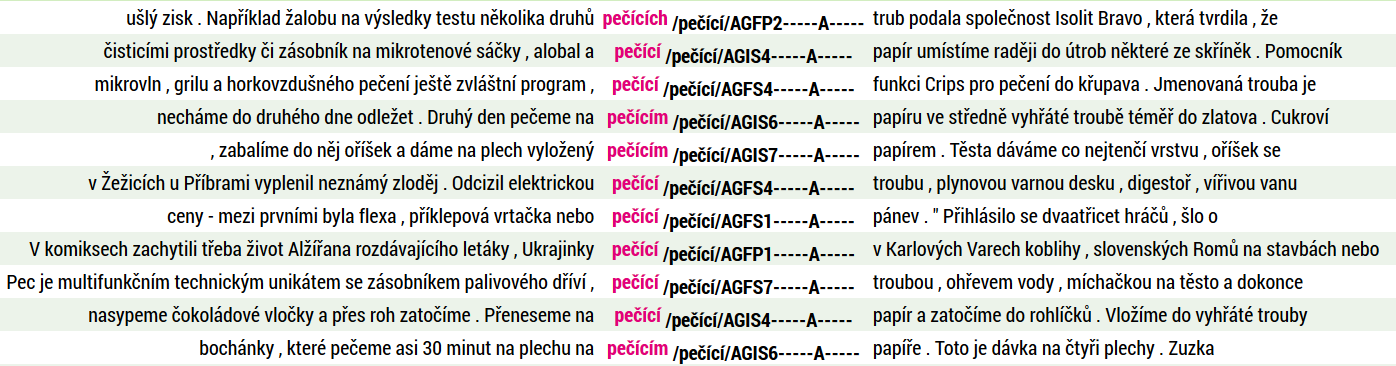 ušlý zisk . Například žalobu na výsledky testu několika druhů pečících /pečící/AGFP2-----A----- trub podala společnost Isolit Bravo , která tvrdila , že
čisticími prostředky či zásobník na mikrotenové sáčky , alobal a pečící /pečící/AGIS4-----A----- papír umístíme raději do útrob některé ze skříněk . Pomocník
mikrovln , grilu a horkovzdušného pečení ještě zvláštní program , pečící /pečící/AGFS4-----A----- funkci Crips pro pečení do křupava . Jmenovaná trouba je
necháme do druhého dne odležet . Druhý den pečeme na pečícím /pečící/AGIS6-----A----- papíru ve středně vyhřáté troubě téměř do zlatova . Cukroví
, zabalíme do něj oříšek a dáme na plech vyložený pečícím /pečící/AGIS7-----A----- papírem . Těsta dáváme co nejtenčí vrstvu , oříšek se
v Žežicích u Příbrami vyplenil neznámý zloděj . Odcizil elektrickou pečící /pečící/AGFS4-----A----- troubu , plynovou varnou desku , digestoř , vířivou vanu
ceny - mezi prvními byla flexa , příklepová vrtačka nebo pečící /pečící/AGFS1-----A----- pánev . " Přihlásilo se dvaatřicet hráčů , šlo o
V komiksech zachytili třeba život Alžířana rozdávajícího letáky , Ukrajinky pečící /pečící/AGFP1-----A----- v Karlových Varech koblihy , slovenských Romů na stavbách nebo
Pec je multifunkčním technickým unikátem se zásobníkem palivového dříví , pečící /pečící/AGFS7-----A----- troubou , ohřevem vody , míchačkou na těsto a dokonce
nasypeme čokoládové vločky a přes roh zatočíme . Přeneseme na pečící /pečící/AGIS4-----A----- papír a zatočíme do rohlíčků . Vložíme do vyhřáté trouby
bochánky , které pečeme asi 30 minut na plechu na pečícím /pečící/AGIS6-----A----- papíře . Toto je dávka na čtyři plechy . Zuzka